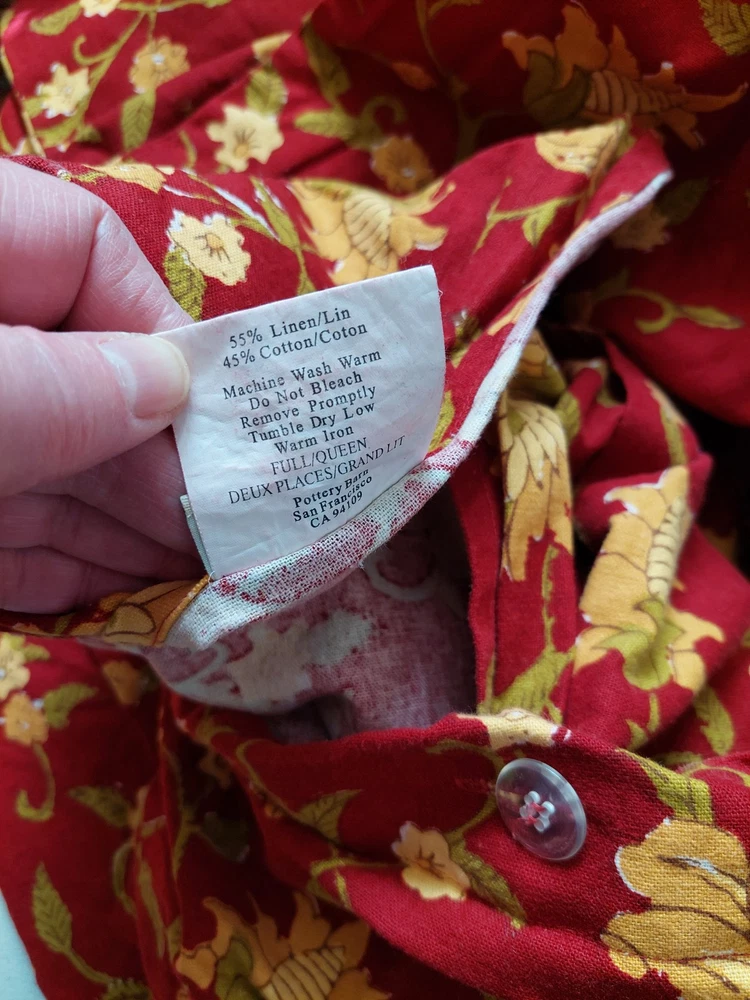 55% Linen/Lin
45% Cotton/Coton
Machine Wash Warm
Do Not Bleach
Remove Promptly
Tumble Dry Low
Warm Iron
FULL/QUEEN
DEUX PLACES/GRAND LIT
Pottery Barn
San Francisco
CA 94109